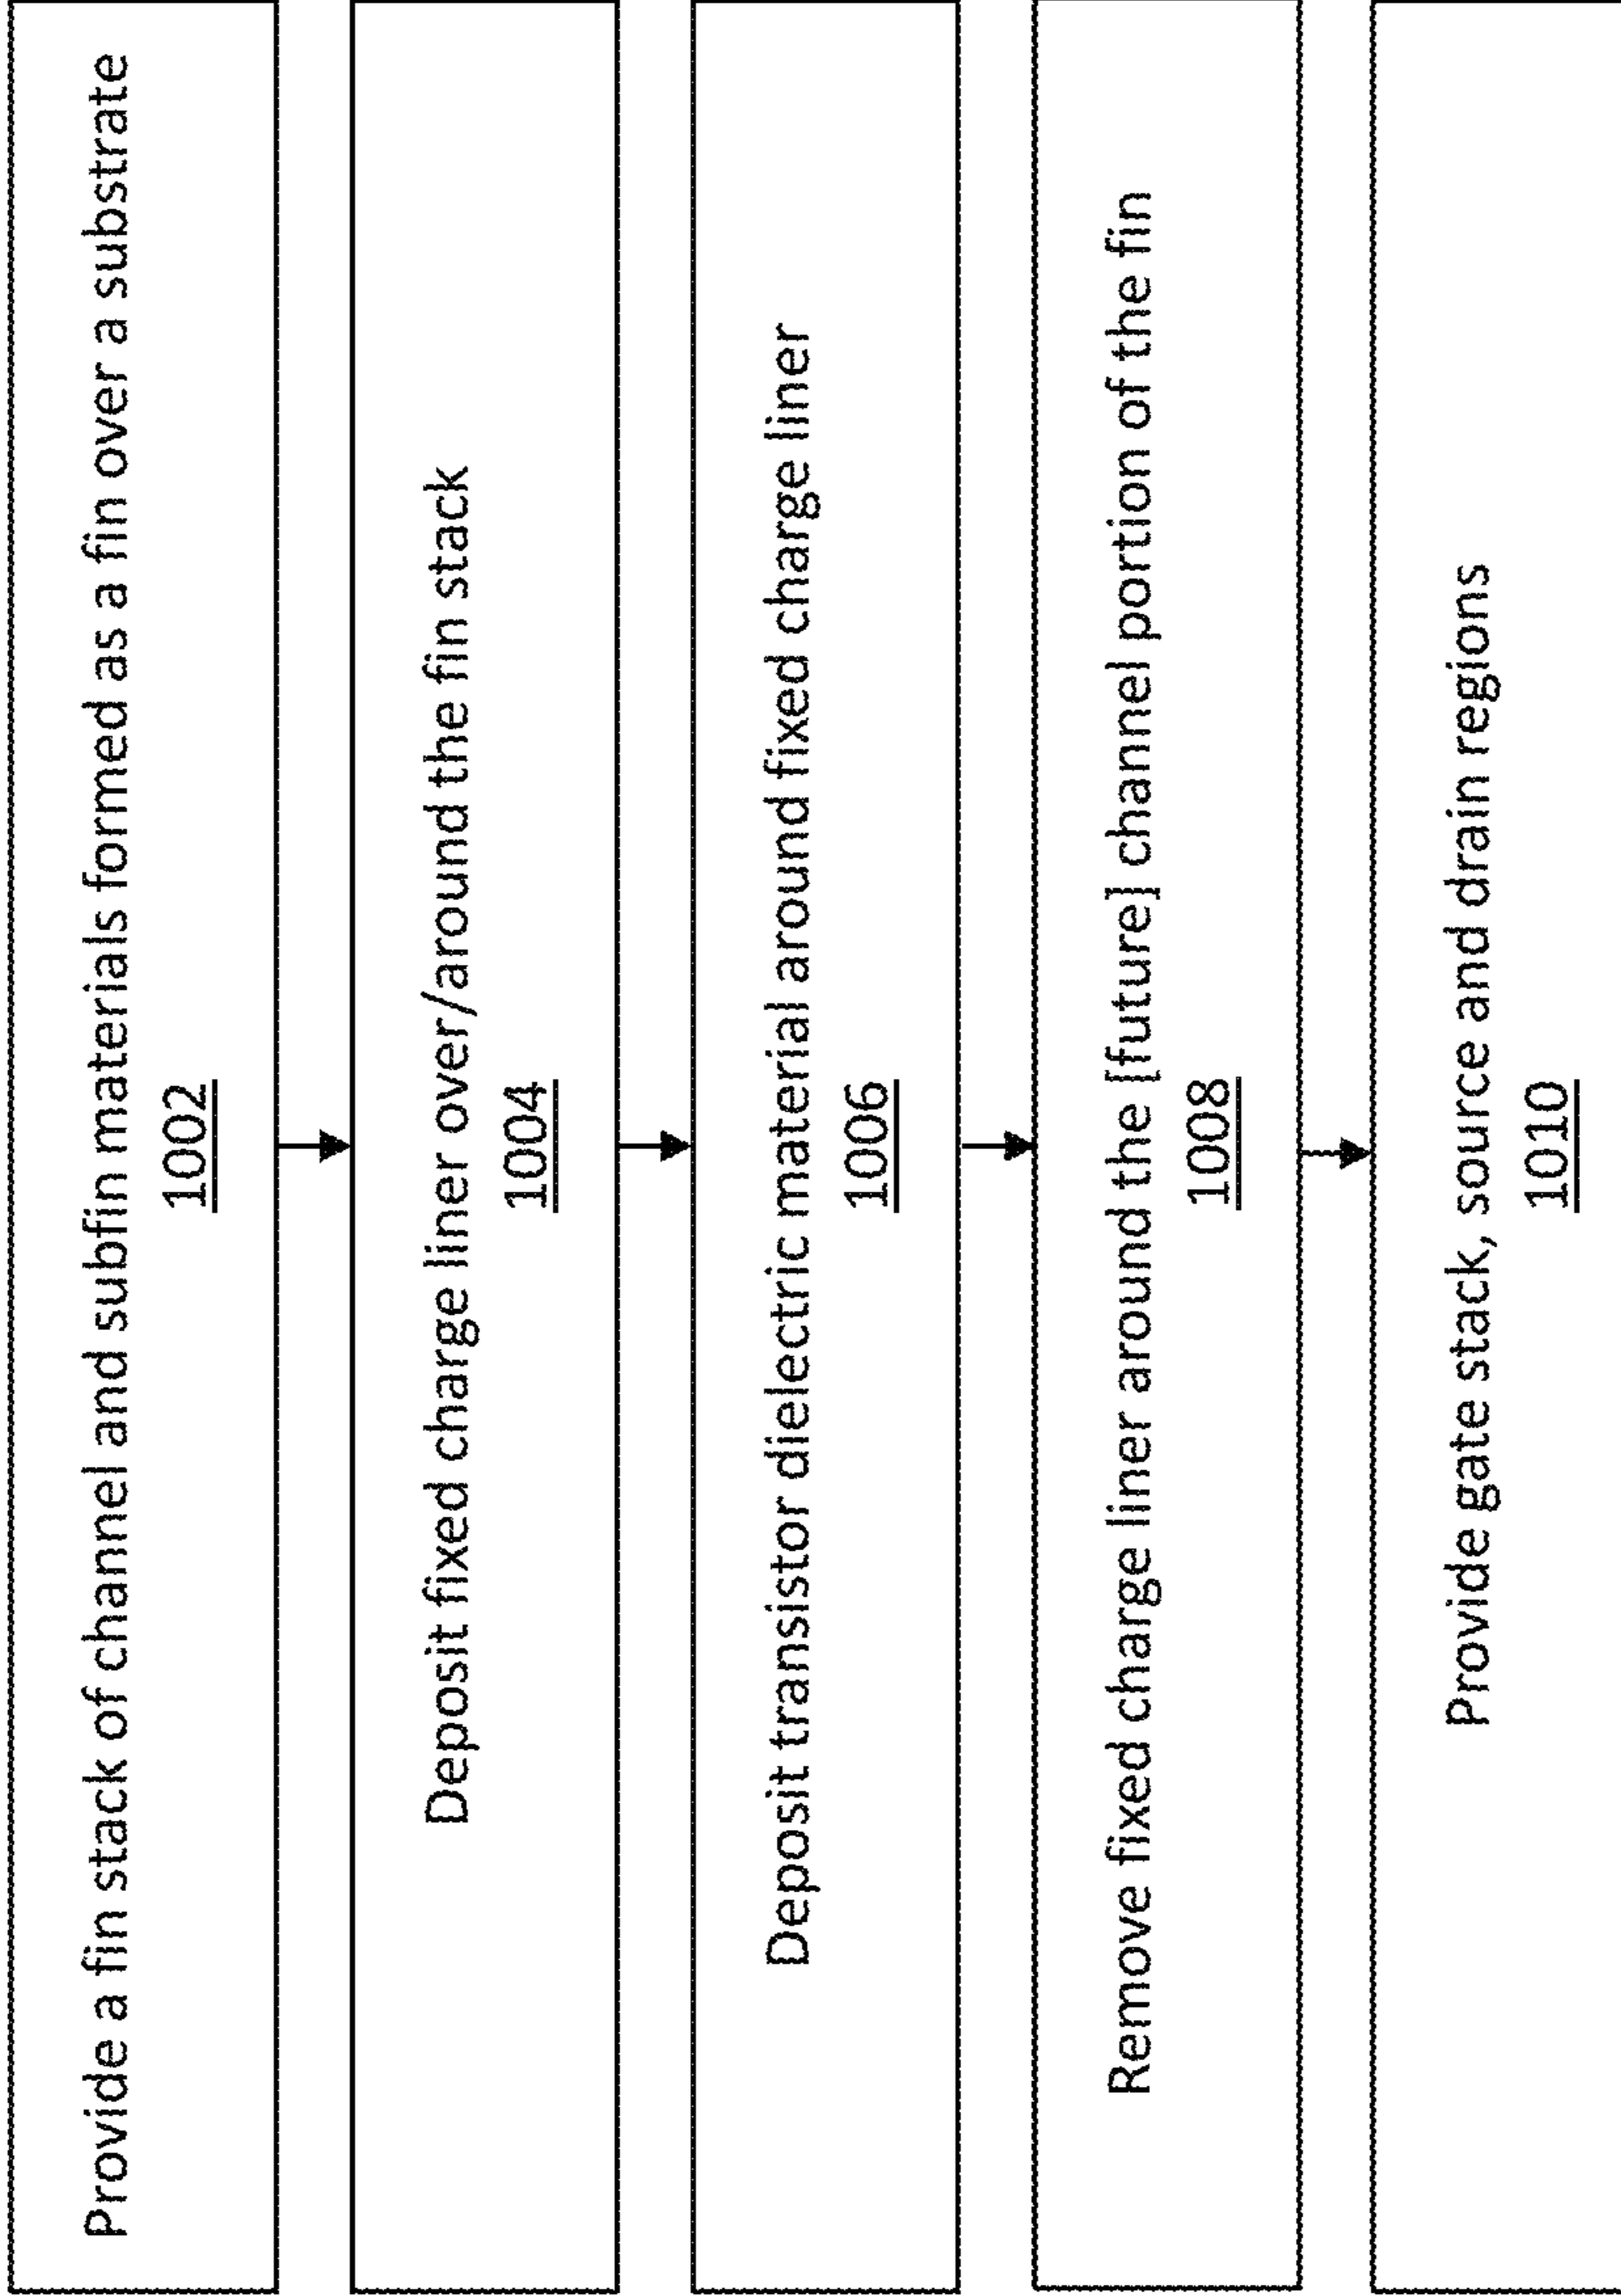 Provide a fin stack of channel and subfin materials formed as a fin over a substrate
1002
Deposit fixed charge liner over/around the fin stack
1004
Deposit transistor dielectric material around fixed charge liner
1006
Remove fixed charge liner around the [future] channel portion of the fin
1008
Provide gate stack, source and drain regions
1010